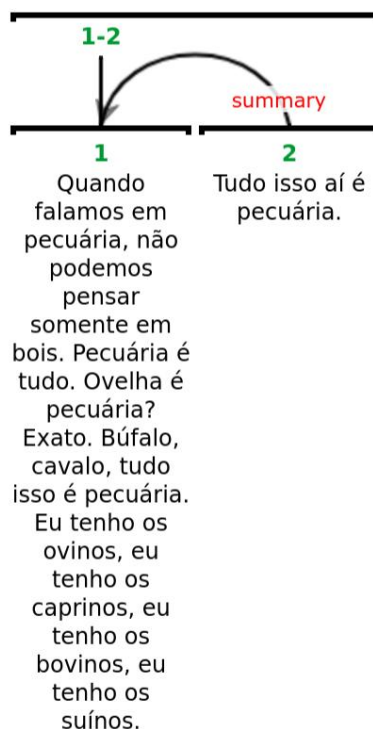 1-2
summary
1
Quando
falamos em
pecuária, não
podemos
pensar
somente em
bois. Pecuária é
tudo. Ovelha é
pecuária?
Exato. Búfalo,
cavalo, tudo
isso é pecuária.
Eu tenho os
ovinos, eu
tenho os
caprinos, eu
tenho os
bovinos, eu
tenho os
suínos.
2
Tudo isso aí é
pecuária.